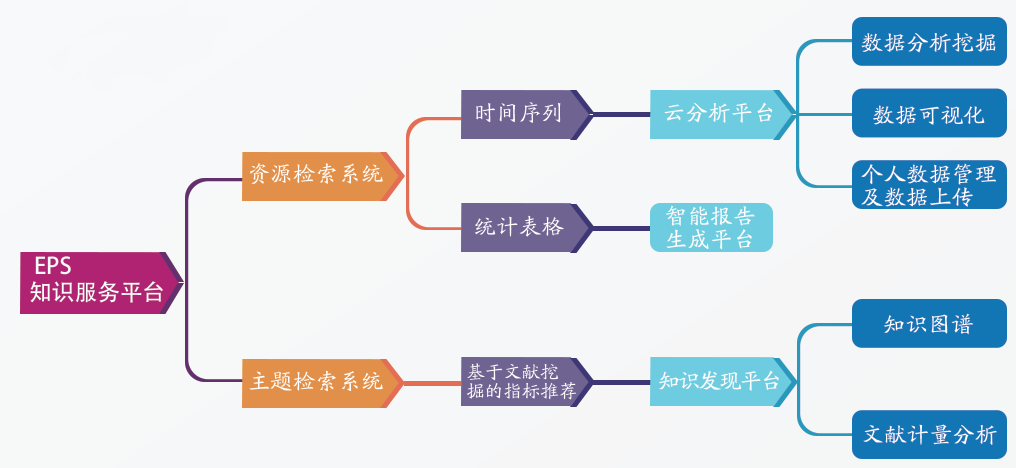 EPS
知识服务平台
资源检索系统
时间序列
云分析平台
数据分析挖掘
数据可视化
个人数据管理
及数据上传
统计表格
智能报告
生成平台
主题检索系统
基于文献挖
掘的指标推荐
知识发现平台
知识图谱
文献计量分析